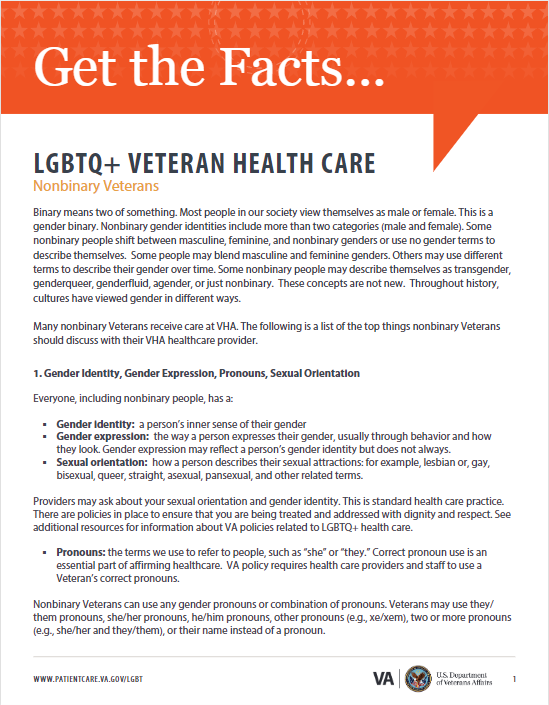 Get the Facts...
LGBTQ+ VETERAN HEALTH CARE
Nonbinary Veterans
Binary means two of something. Most people in our society view themselves as male or female. This is a
gender binary. Nonbinary gender identities include more than two categories (male and female). Some
nonbinary people shift between masculine, feminine, and nonbinary genders or use no gender terms to
describe themselves.  Some people may blend masculine and feminine genders. Others may use different
terms to describe their gender over time. Some nonbinary people may describe themselves as transgender,
genderqueer, genderfluid, agender, or just nonbinary.  These concepts are not new.  Throughout history,
cultures have viewed gender in different ways.
Many nonbinary Veterans receive care at VHA. The following is a list of the top things nonbinary Veterans
should discuss with their VHA healthcare provider.
1. Gender Identity, Gender Expression, Pronouns, Sexual Orientation
Everyone, including nonbinary people, has a:
▪ Gender identity:  a person's inner sense of their gender
▪ Gender expression:  the way a person expresses their gender, usually through behavior and how
they look. Gender expression may reflect a person's gender identity but does not always.
▪ Sexual orientation:  how a person describes their sexual attractions: for example, lesbian or, gay,
bisexual, queer, straight, asexual, pansexual, and other related terms.
Providers may ask about your sexual orientation and gender identity. This is standard health care practice.
There are policies in place to ensure that you are being treated and addressed with dignity and respect. See
additional resources for information about VA policies related to LGBTQ+ health care.
▪ Pronouns: the terms we use to refer to people, such as "she" or "they." Correct pronoun use is an
essential part of affirming healthcare.  VA policy requires health care providers and staff to use a
Veteran's correct pronouns.
Nonbinary Veterans can use any gender pronouns or combination of pronouns. Veterans may use they/
them pronouns, she/her pronouns, he/him pronouns, other pronouns (e.g., xe/xem), two or more pronouns
(e.g., she/her and they/them), or their name instead of a pronoun.
WWW.PATIENTCARE.VA.GOV/LGBT
VA
U.S. Department
of Veterans Affairs
1